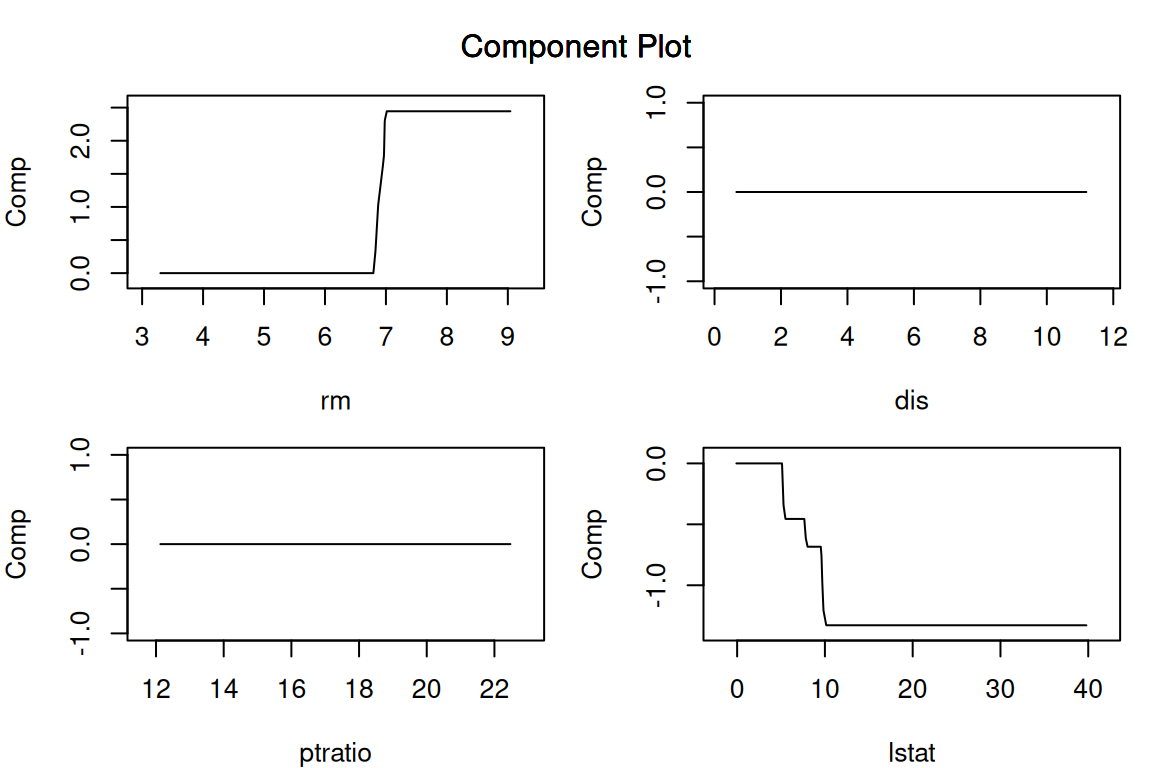 Component Plot
Comp
0.0 1.0 2.0
3 4 5 6 7 8 9
rm
Comp
-1.0 0.0 1.0
0 2 4 6 8 10 12
dis
Comp
-1.0 0.0 1.0
12 14 16 18 20 22
ptratio
Comp
-1.0 0.0
0 10 20 30 40
lstat